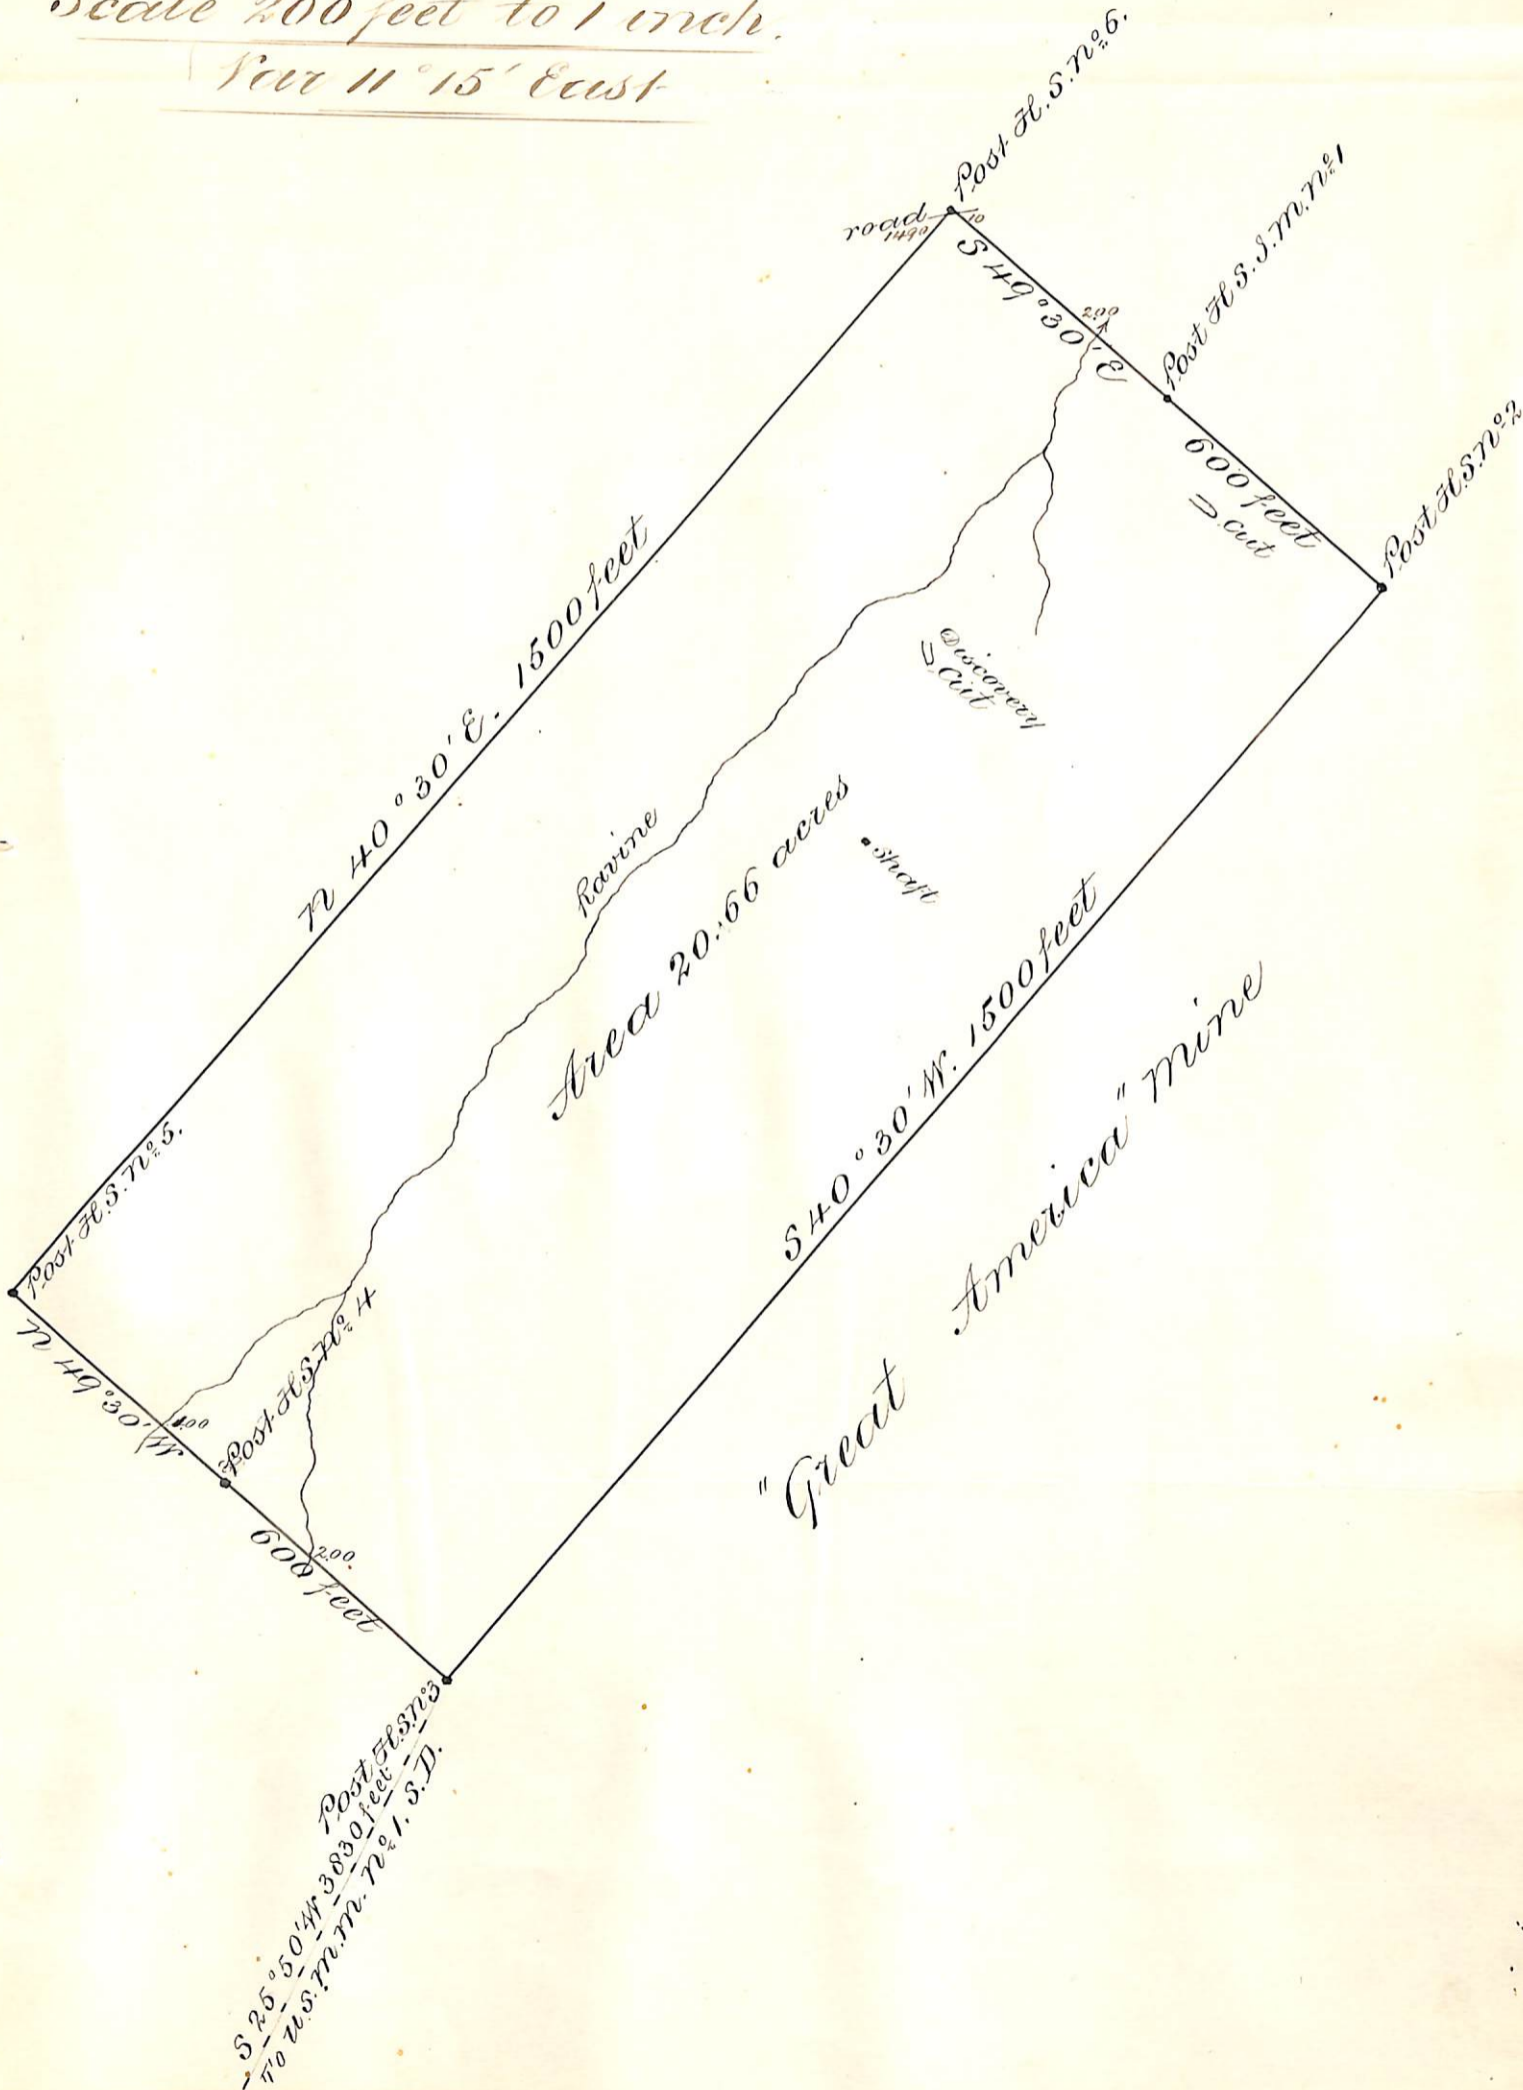 Scale 200 feet to 1 inch.
Var 11° 15' East
Post H.S. No 6.
road
1490
10
S 49° 30' E
200
Post H.S.I.M. No 1
600 feet
cut
Post H.S. No 2
N 40° 30' E. 1500 feet
Discovery
Cut
Ravine
Area 20.66 acres
shaft
S 40° 30' W. 1500 feet
"Great America" mine
Post H.S. No 5.
N 49° 30' W
Post H.S. No 4
600 feet
200
Post H.S. No 3
S 25° 50' W 3830 feet
To U.S. M.M. No 1. S.D.